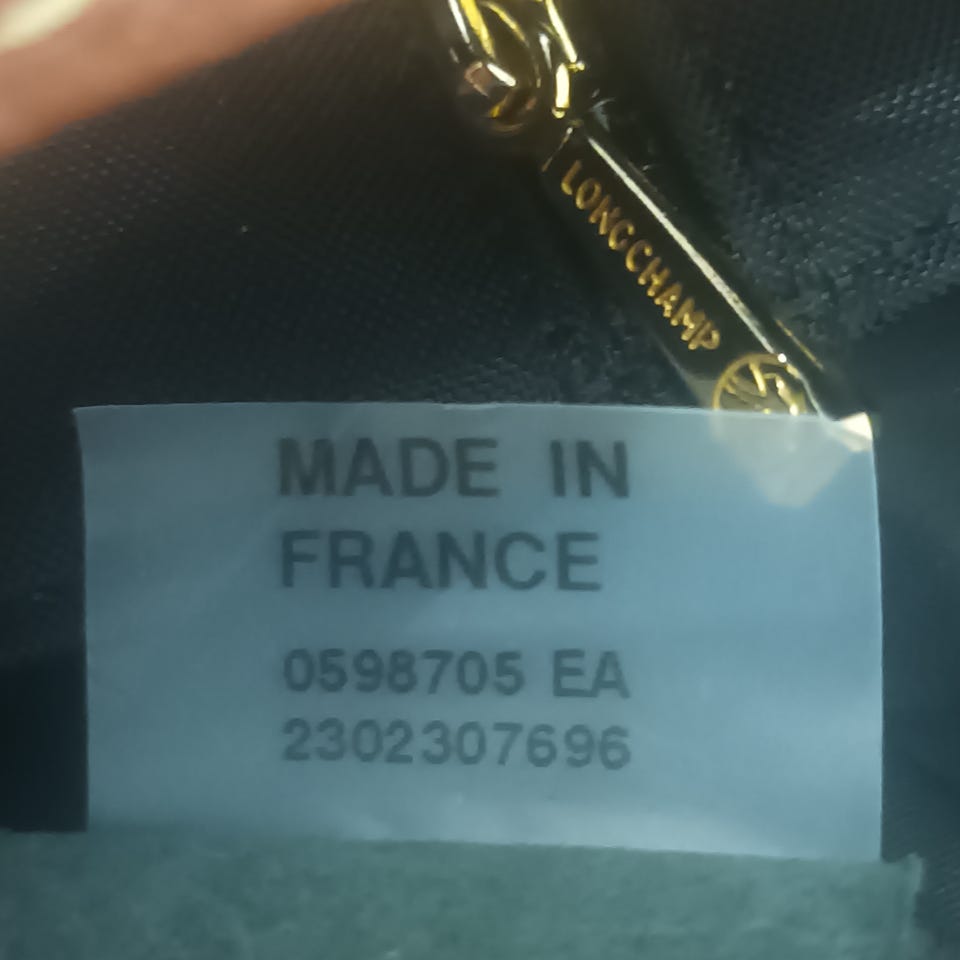 LONGCHAMP
MADE IN
FRANCE
0598705 EA
2302307696